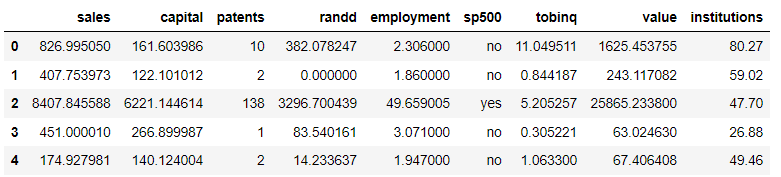 sales capital patents randd employment sp500 tobinq value institutions
0 826.995050 161.603986 10 382.078247 2.306000 no 11.049511 1625.453755 80.27
1 407.753973 122.101012 2 0.000000 1.860000 no 0.844187 243.117082 59.02
2 8407.845588 6221.144614 138 3296.700439 49.659005 yes 5.205257 25865.233800 47.70
3 451.000010 266.899987 1 83.540161 3.071000 no 0.305221 63.024630 26.88
4 174.927981 140.124004 2 14.233637 1.947000 no 1.063300 67.406408 49.46